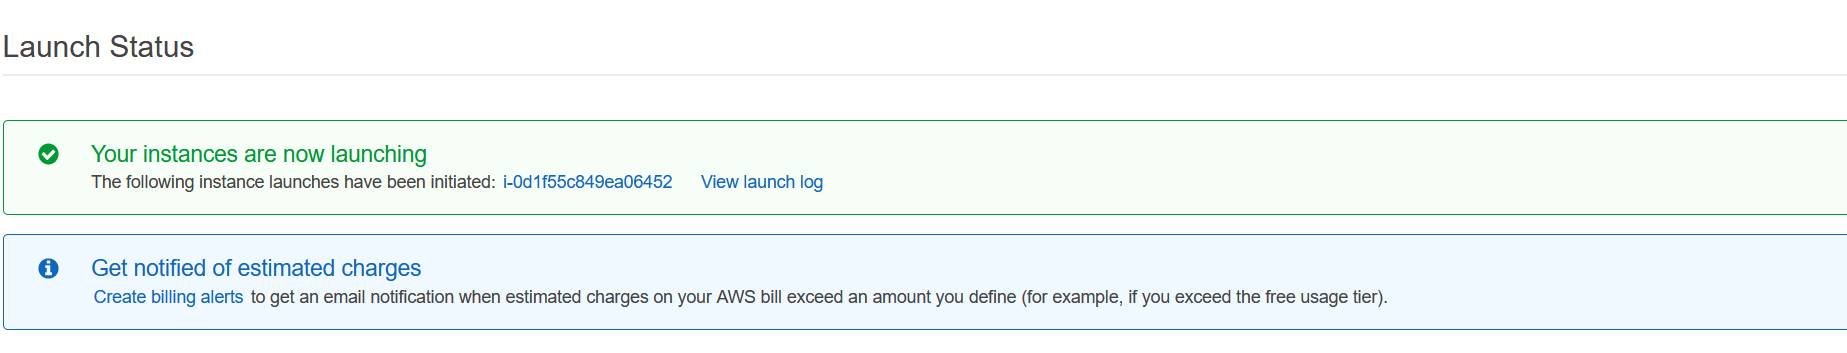 Launch Status
Your instances are now launching
The following instance launches have been initiated: i-0d1f55c849ea06452 View launch log
Get notified of estimated charges
Create billing alerts to get an email notification when estimated charges on your AWS bill exceed an amount you define (for example, if you exceed the free usage tier).